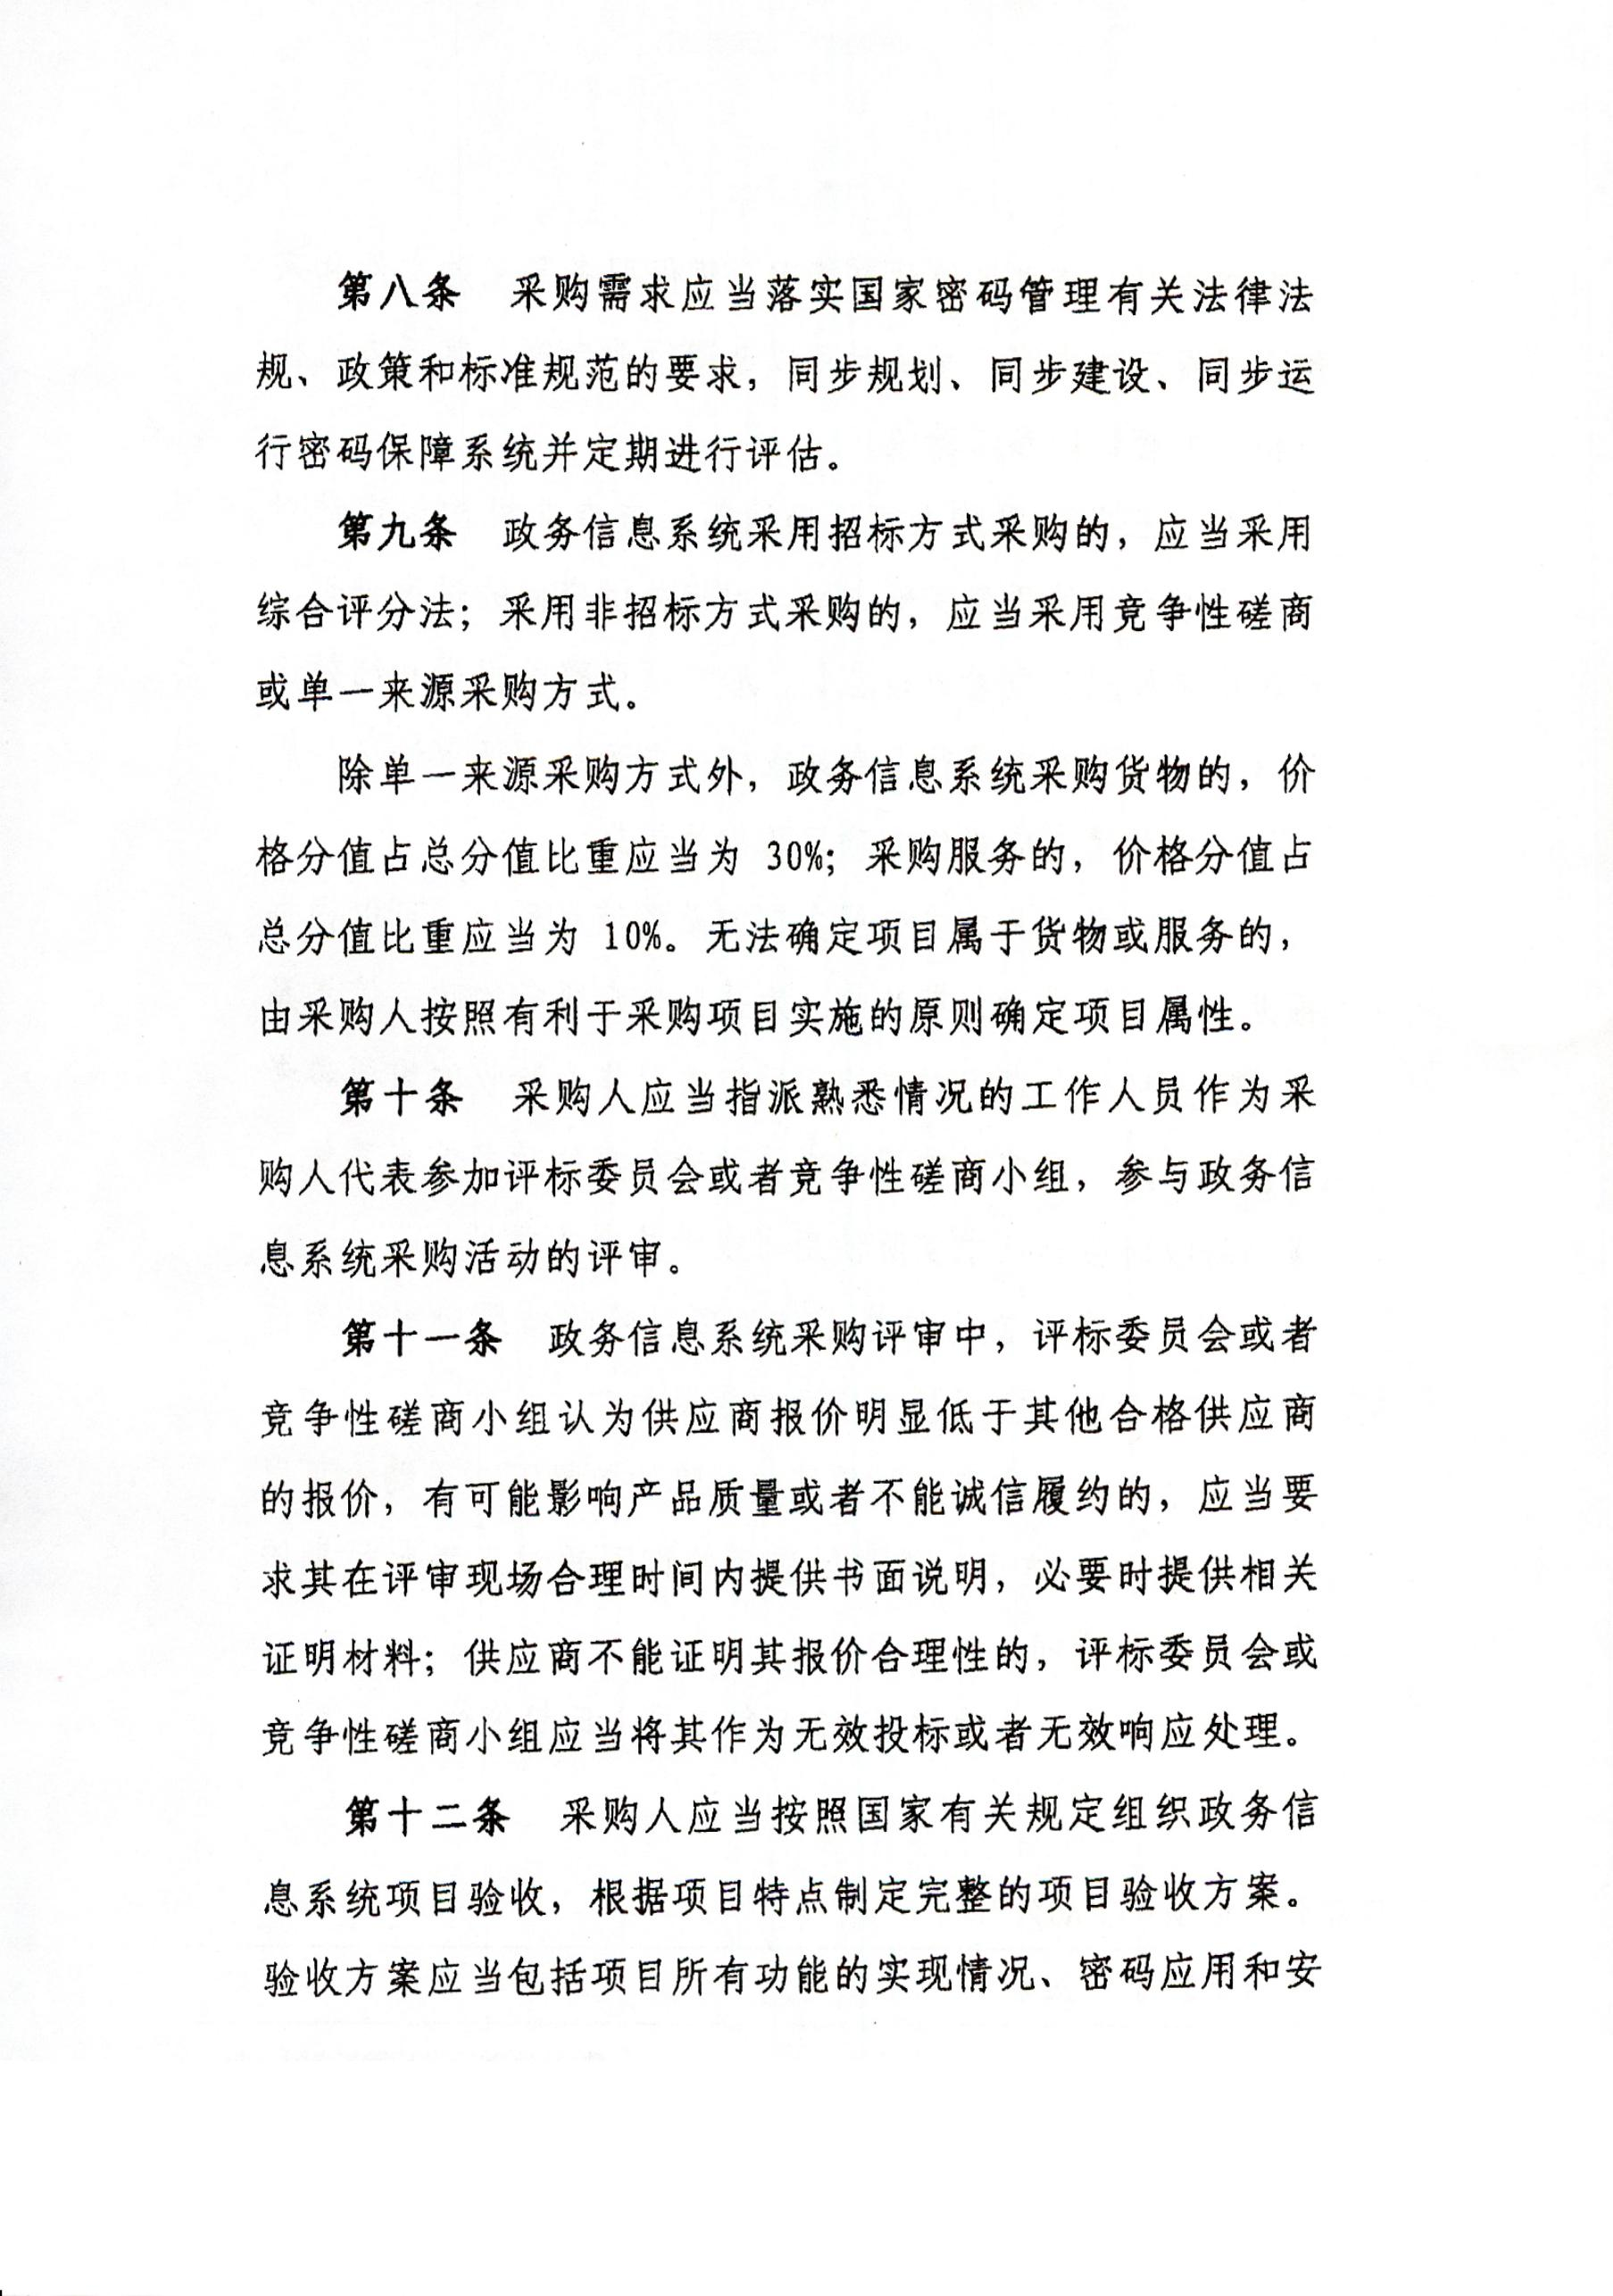 第八条 采购需求应当落实国家密码管理有关法律法
规、政策和标准规范的要求，同步规划、同步建设、同步运
行密码保障系统并定期进行评估。
第九条 政务信息系统采用招标方式采购的，应当采用
综合评分法；采用非招标方式采购的，应当采用竞争性磋商
或单一来源采购方式。
除单一来源采购方式外，政务信息系统采购货物的，价
格分值占总分值比重应当为 30%；采购服务的，价格分值占
总分值比重应当为 10%。无法确定项目属于货物或服务的，
由采购人按照有利于采购项目实施的原则确定项目属性。
第十条 采购人应当指派熟悉情况的工作人员作为采
购人代表参加评标委员会或者竞争性磋商小组，参与政务信
息系统采购活动的评审。
第十一条 政务信息系统采购评审中，评标委员会或者
竞争性磋商小组认为供应商报价明显低于其他合格供应商
的报价，有可能影响产品质量或者不能诚信履约的，应当要
求其在评审现场合理时间内提供书面说明，必要时提供相关
证明材料；供应商不能证明其报价合理性的，评标委员会或
竞争性磋商小组应当将其作为无效投标或者无效响应处理。
第十二条 采购人应当按照国家有关规定组织政务信
息系统项目验收，根据项目特点制定完整的项目验收方案。
验收方案应当包括项目所有功能的实现情况、密码应用和安